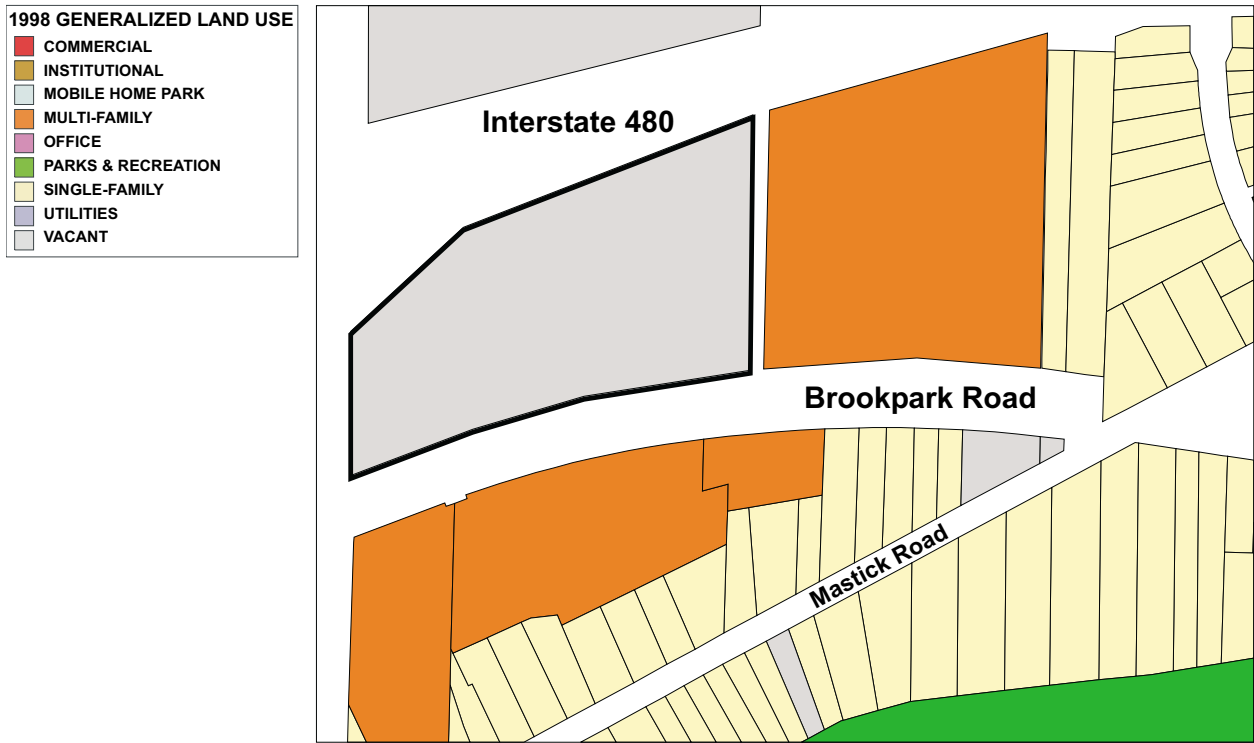 1998 GENERALIZED LAND USE
COMMERCIAL
INSTITUTIONAL
MOBILE HOME PARK
MULTI-FAMILY
OFFICE
PARKS & RECREATION
SINGLE-FAMILY
UTILITIES
VACANT
Interstate 480
Brookpark Road
Mastick Road